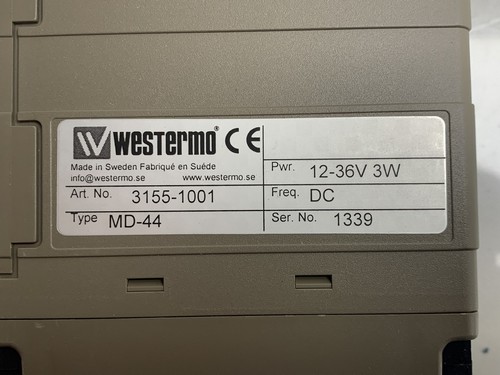 WESTERMO® CE
Made in Sweden Fabriqué en Suéde
info@westermo.se www.westermo.se
Pwr. 12-36V 3W
Art. No. 3155-1001
Freq. DC
Type MD-44
Ser. No. 1339